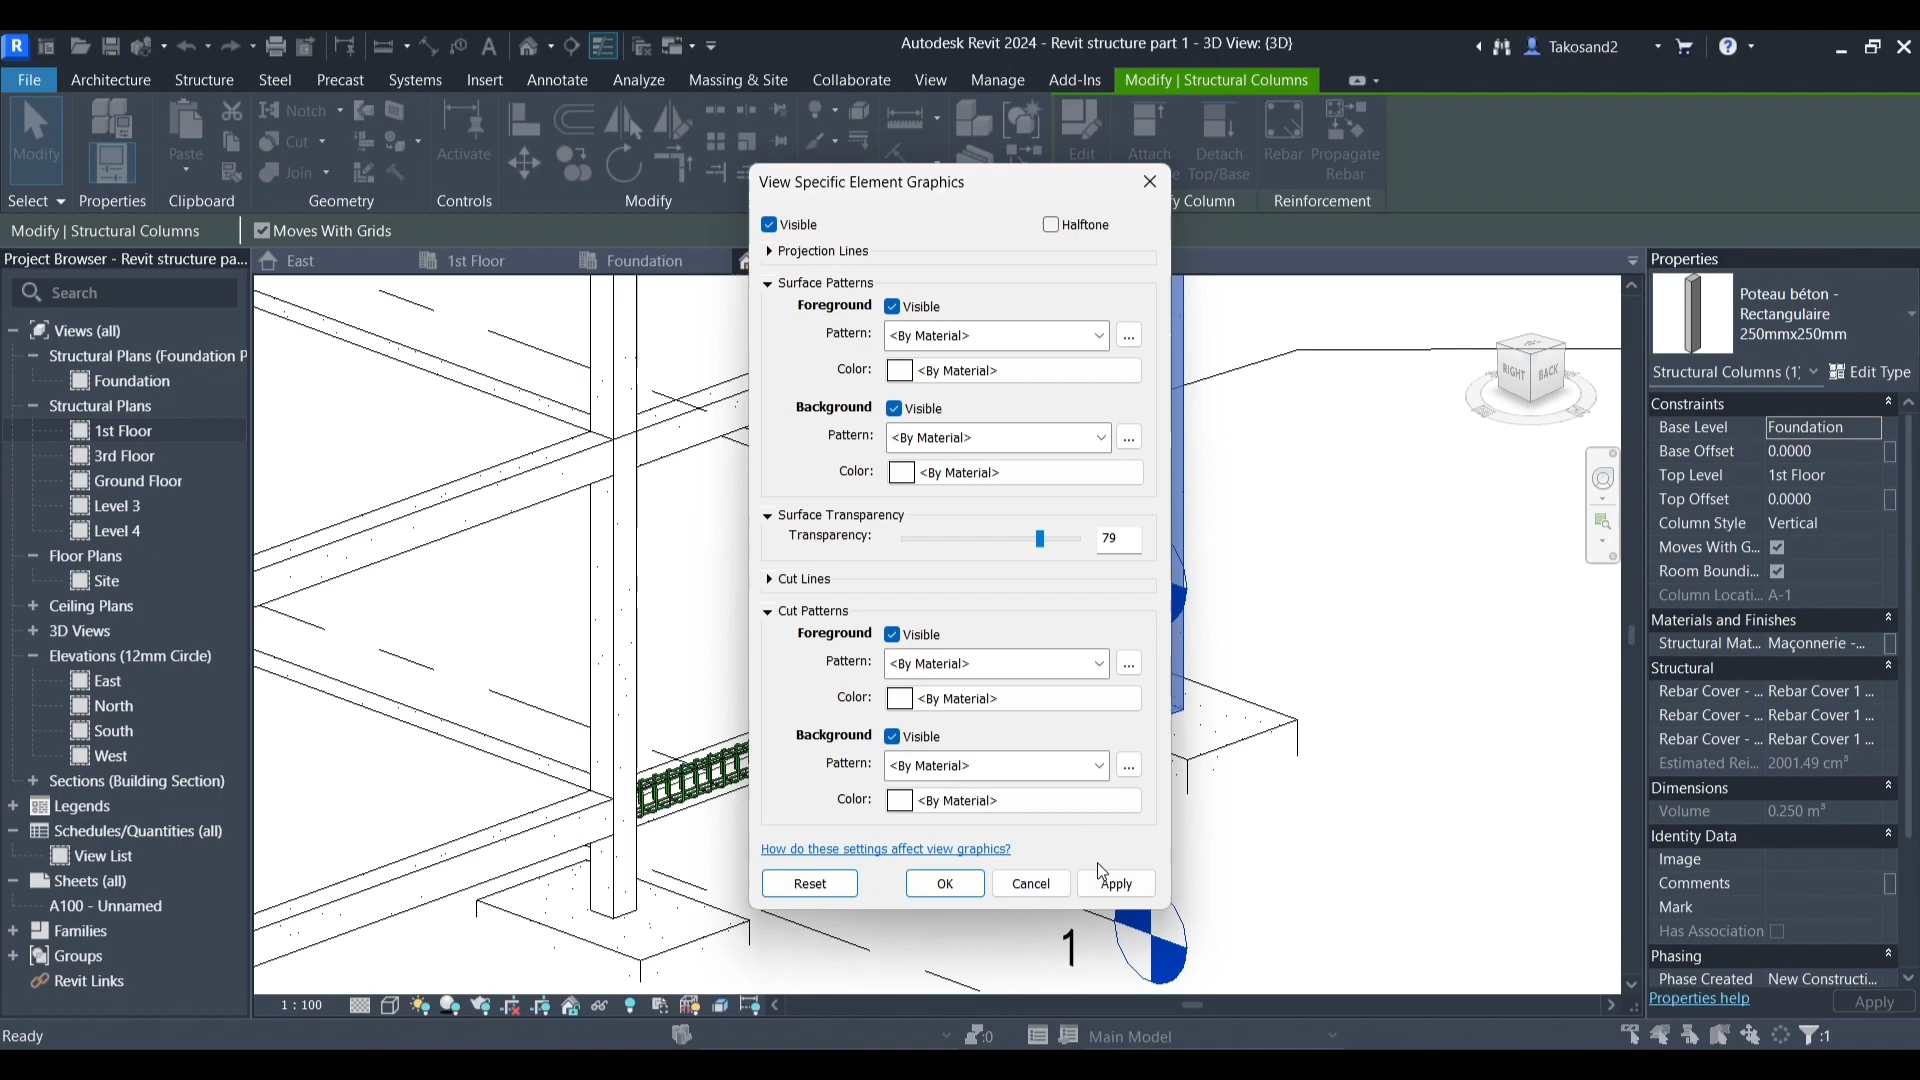 Autodesk Revit 2024 - Revit structure part 1 - 3D View: {3D}
Takosand2
File
Architecture
Structure
Steel
Precast
Systems
Insert
Annotate
Analyze
Massing & Site
Collaborate
View
Manage
Add-Ins
Modify | Structural Columns
Modify
Paste
Notch
Cut
Join
Activate
Edit
Attach
Detach
Top/Base
Rebar
Propagate
Rebar
Select
Properties
Clipboard
Geometry
Controls
Modify
Column
Reinforcement
Modify | Structural Columns
Moves With Grids
Project Browser - Revit structure pa...
Search
Views (all)
Structural Plans (Foundation P
Foundation
Structural Plans
1st Floor
3rd Floor
Ground Floor
Level 3
Level 4
Floor Plans
Site
Ceiling Plans
3D Views
Elevations (12mm Circle)
East
North
South
West
Sections (Building Section)
Legends
Schedules/Quantities (all)
View List
Sheets (all)
A100 - Unnamed
Families
Groups
Revit Links
East
1st Floor
Foundation
RIGHT
BACK
1
View Specific Element Graphics
Visible
Halftone
Projection Lines
Surface Patterns
Foreground
Visible
Pattern:
<By Material>
...
Color:
<By Material>
Background
Visible
Pattern:
<By Material>
...
Color:
<By Material>
Surface Transparency
Transparency:
79
Cut Lines
Cut Patterns
Foreground
Visible
Pattern:
<By Material>
...
Color:
<By Material>
Background
Visible
Pattern:
<By Material>
...
Color:
<By Material>
How do these settings affect view graphics?
Reset
OK
Cancel
Apply
Properties
Poteau béton -
Rectangulaire
250mmx250mm
Structural Columns (1)
Edit Type
Constraints
Base Level Foundation
Base Offset 0.0000
Top Level 1st Floor
Top Offset 0.0000
Column Style Vertical
Moves With G...
Room Boundi...
Column Locati... A-1
Materials and Finishes
Structural Mat... Maçonnerie -...
Structural
Rebar Cover - ... Rebar Cover 1 ...
Rebar Cover - ... Rebar Cover 1 ...
Rebar Cover - ... Rebar Cover 1 ...
Estimated Rei... 2001.49 cm³
Dimensions
Volume 0.250 m³
Identity Data
Image
Comments
Mark
Has Association
Phasing
Phase Created New Constructi...
Properties help
Apply
1 : 100
Ready
:0
Main Model
:1